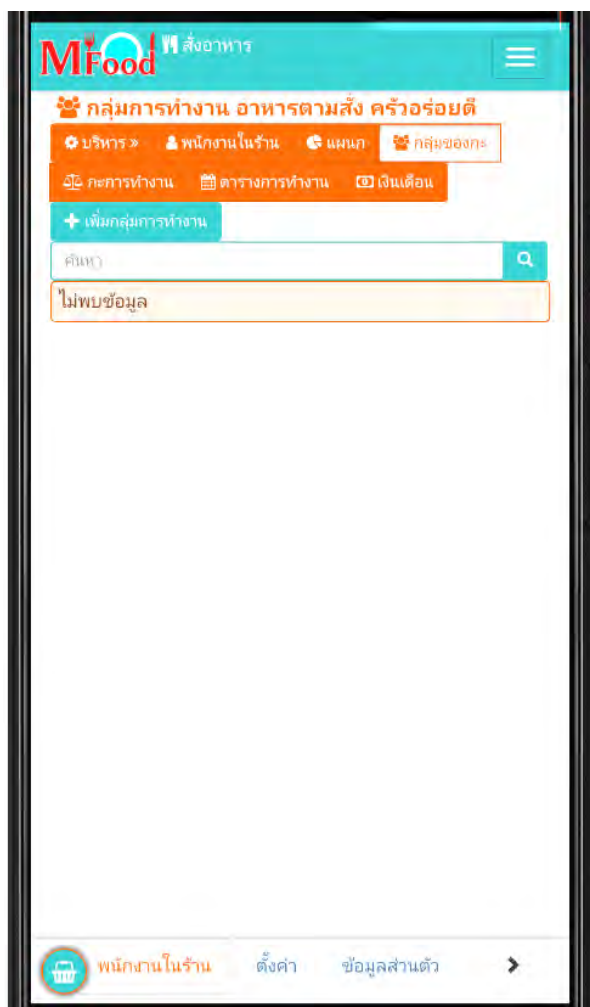 MFood สั่งอาหาร
กลุ่มการทำงาน อาหารตามสั่ง ครัวอร่อยดี
บริหาร » พนักงานในร้าน แผนก กลุ่มของกะ
กะการทำงาน ตารางการทำงาน เงินเดือน
เพิ่มกลุ่มการทำงาน
ค้นหา
ไม่พบข้อมูล
พนักงานในร้าน ตั้งค่า ข้อมูลส่วนตัว